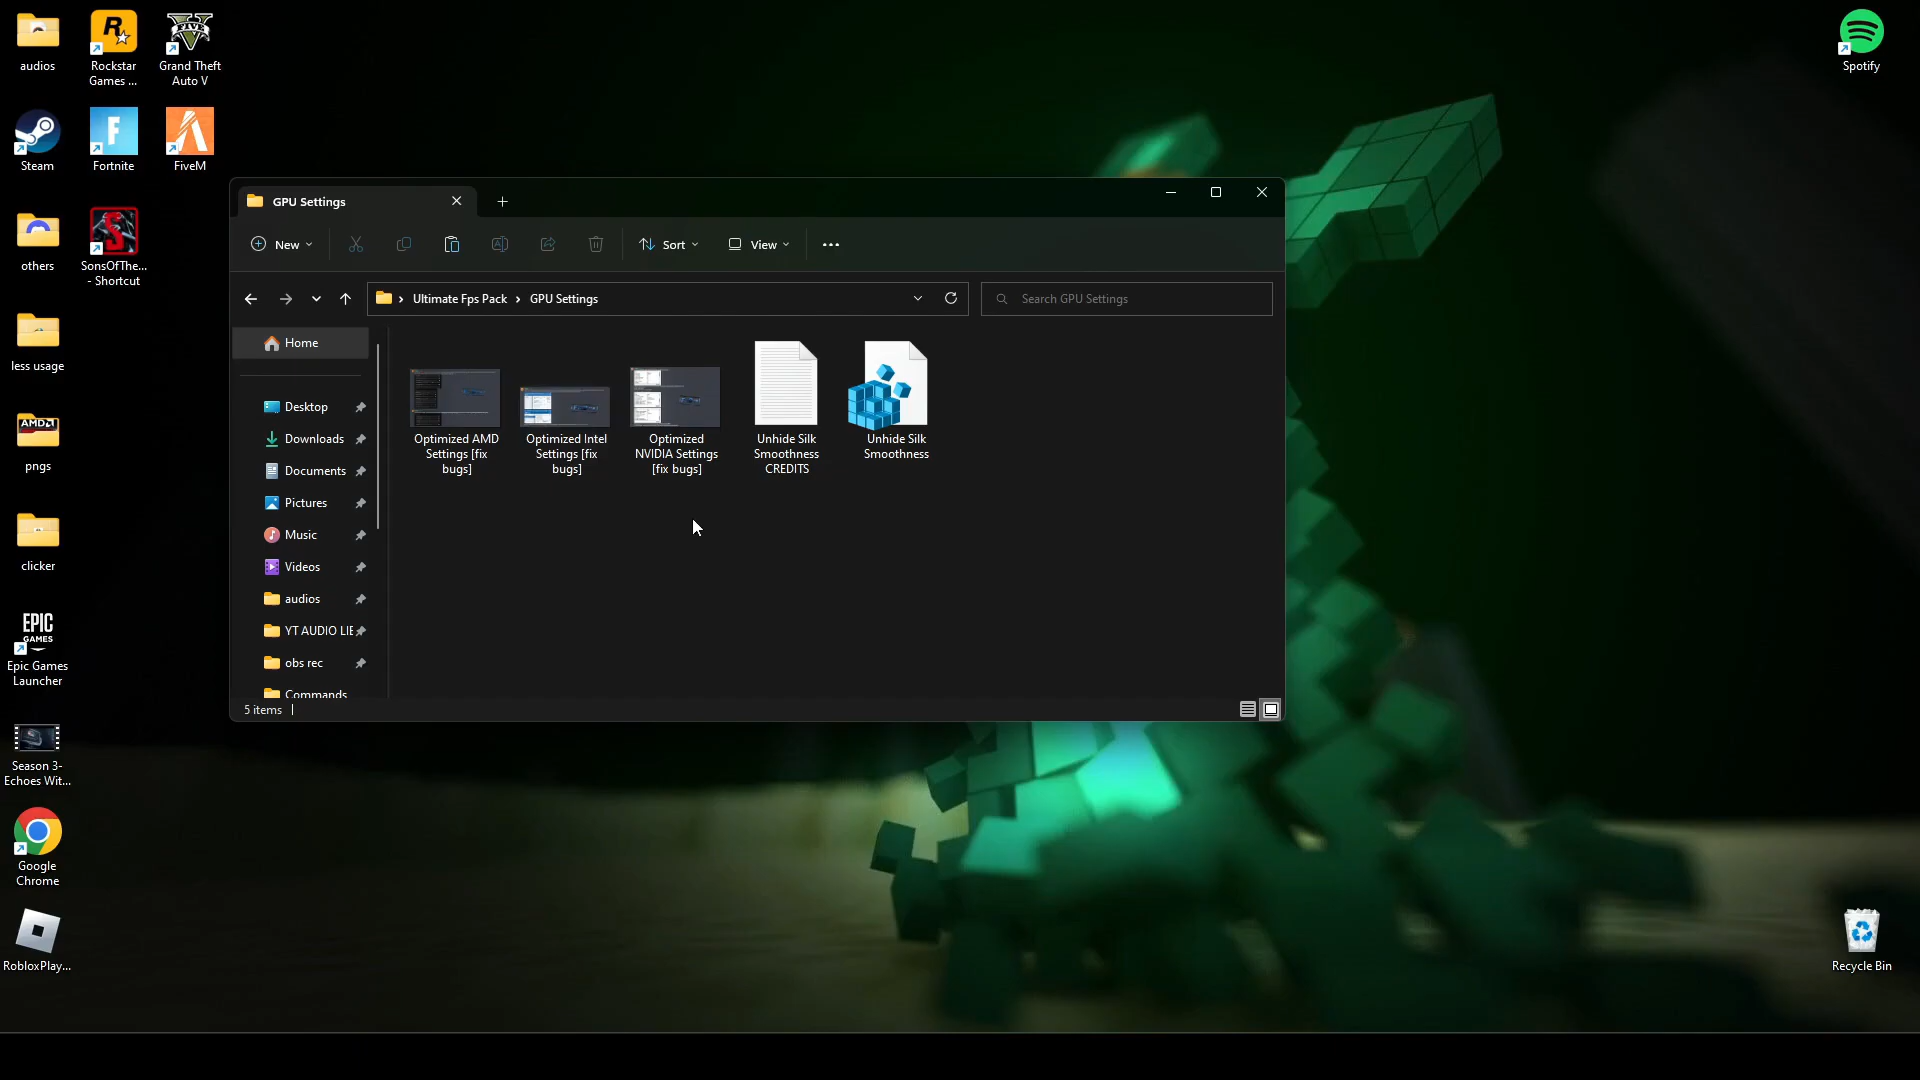 audios
Rockstar
Games ...
Grand Theft
Auto V
Spotify
Steam
Fortnite
FiveM
others
SonsOfThe...
- Shortcut
less usage
AMD
pngs
clicker
EPIC
GAMES
Epic Games
Launcher
Season 3-
Echoes Wit...
Google
Chrome
RobloxPlay...
Recycle Bin
GPU Settings
New
Sort
View
Ultimate Fps Pack > GPU Settings
Search GPU Settings
Home
Desktop
Downloads
Documents
Pictures
Music
Videos
audios
YT AUDIO LIE
obs rec
Commands
Optimized AMD
Settings [fix
bugs]
Optimized Intel
Settings [fix
bugs]
Optimized
NVIDIA Settings
[fix bugs]
Unhide Silk
Smoothness
CREDITS
Unhide Silk
Smoothness
5 items